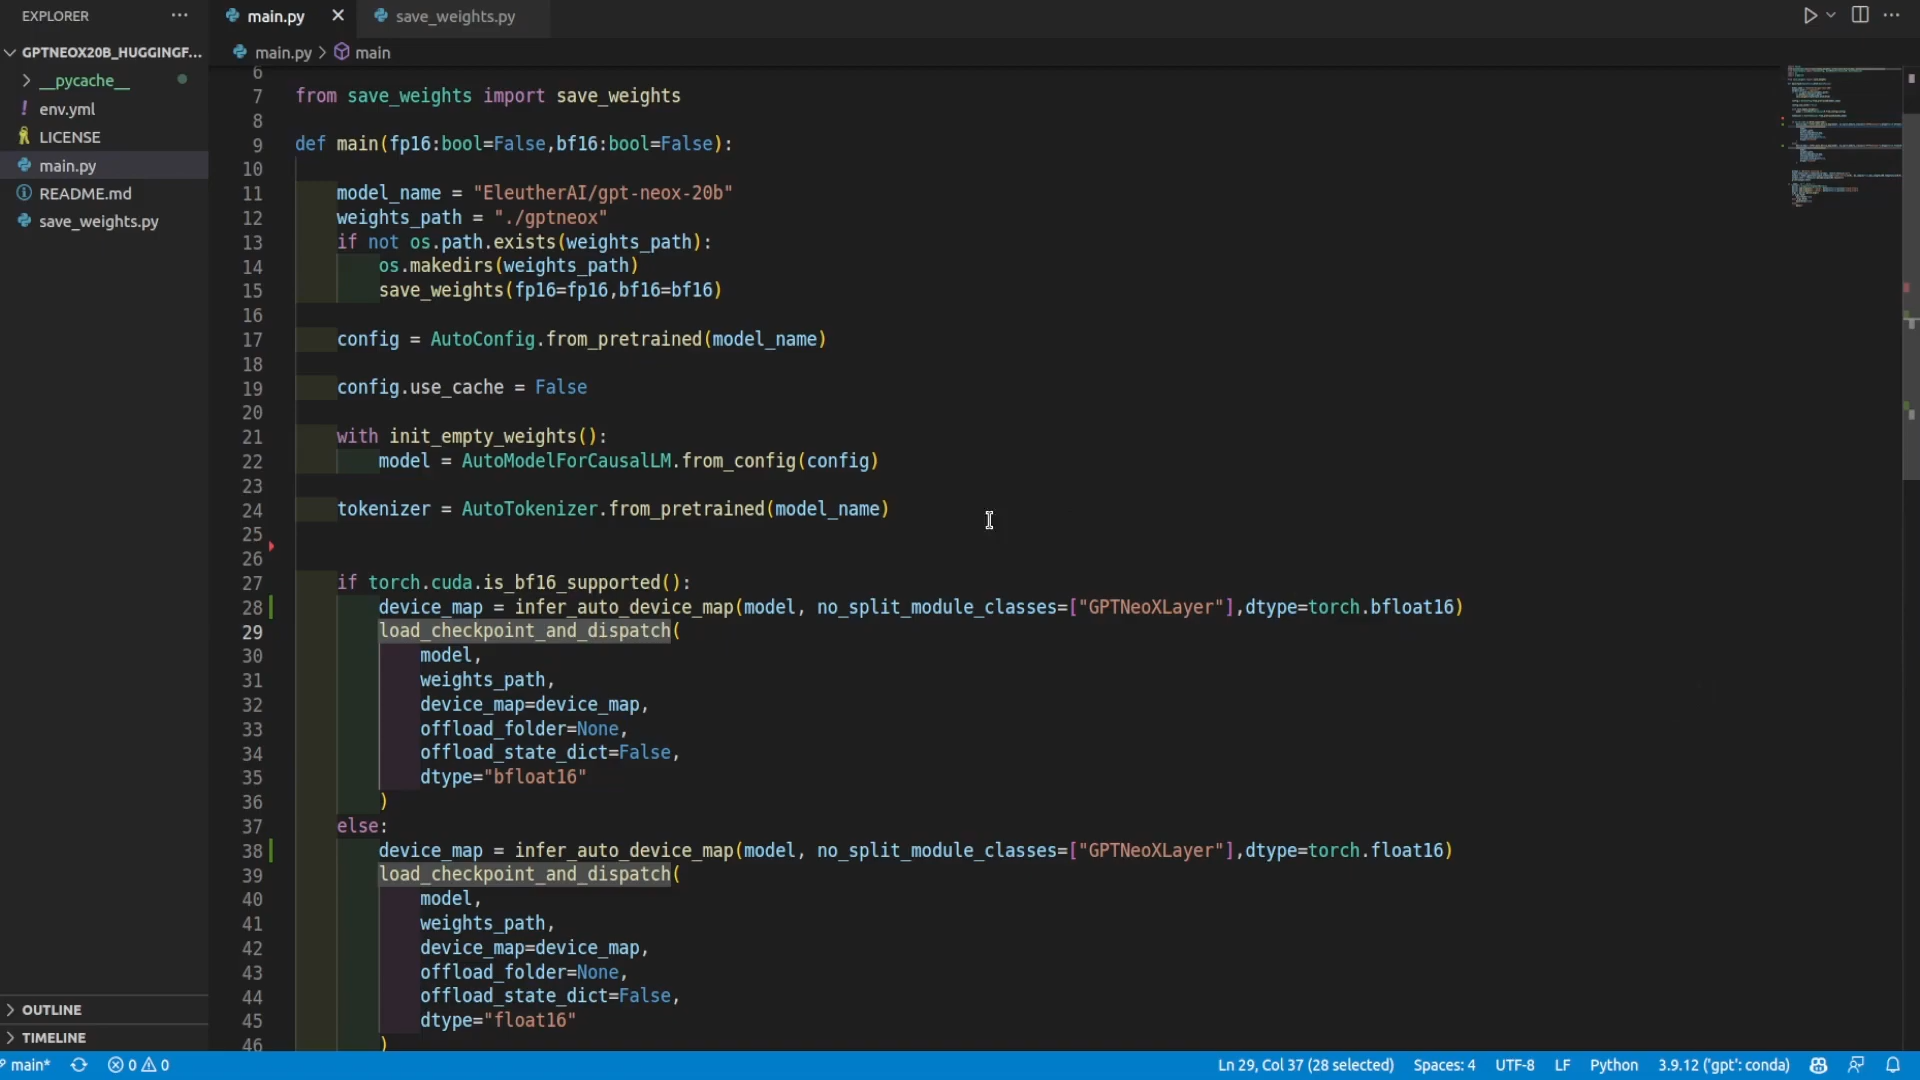 EXPLORER
main.py
save_weights.py
GPTNEOX20B_HUGGINGF...
main.py > main
__pycache__
env.yml
LICENSE
main.py
README.md
save_weights.py
6
7 from save_weights import save_weights
8
9 def main(fp16:bool=False,bf16:bool=False):
10
11 model_name = "EleutherAI/gpt-neox-20b"
12 weights_path = "./gptneox"
13 if not os.path.exists(weights_path):
14 os.makedirs(weights_path)
15 save_weights(fp16=fp16,bf16=bf16)
16
17 config = AutoConfig.from_pretrained(model_name)
18
19 config.use_cache = False
20
21 with init_empty_weights():
22 model = AutoModelForCausalLM.from_config(config)
23
24 tokenizer = AutoTokenizer.from_pretrained(model_name)
25
26
27 if torch.cuda.is_bf16_supported():
28 device_map = infer_auto_device_map(model, no_split_module_classes=["GPTNeoXLayer"],dtype=torch.bfloat16)
29 load_checkpoint_and_dispatch(
30 model,
31 weights_path,
32 device_map=device_map,
33 offload_folder=None,
34 offload_state_dict=False,
35 dtype="bfloat16"
36 )
37 else:
38 device_map = infer_auto_device_map(model, no_split_module_classes=["GPTNeoXLayer"],dtype=torch.float16)
39 load_checkpoint_and_dispatch(
40 model,
41 weights_path,
42 device_map=device_map,
43 offload_folder=None,
44 offload_state_dict=False,
45 dtype="float16"
46 )
OUTLINE
TIMELINE
main* 0 0 Ln 29, Col 37 (28 selected) Spaces: 4 UTF-8 LF Python 3.9.12 ('gpt': conda)